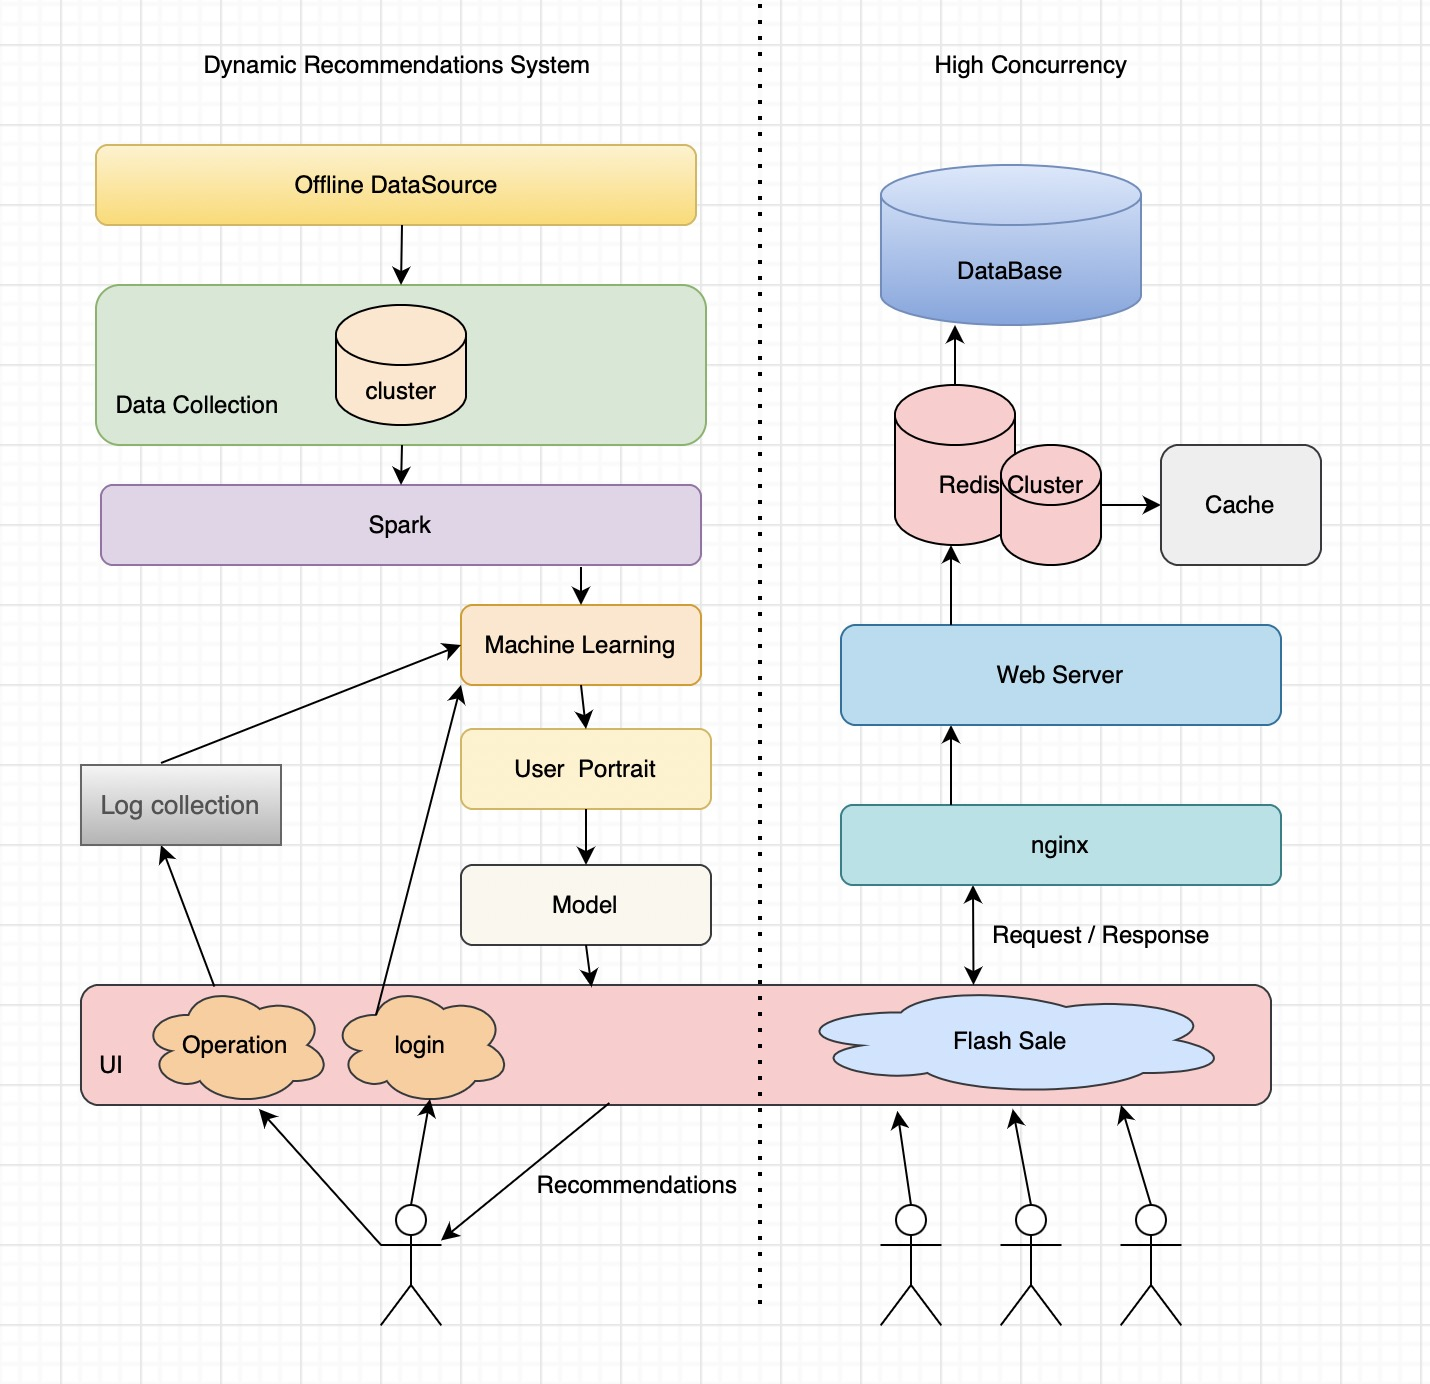 Dynamic Recommendations System
High Concurrency
Offline DataSource
DataBase
cluster
Data Collection
Redis Cluster
Cache
Spark
Machine Learning
Web Server
User Portrait
Log collection
nginx
Model
Request / Response
Operation
login
UI
Flash Sale
Recommendations